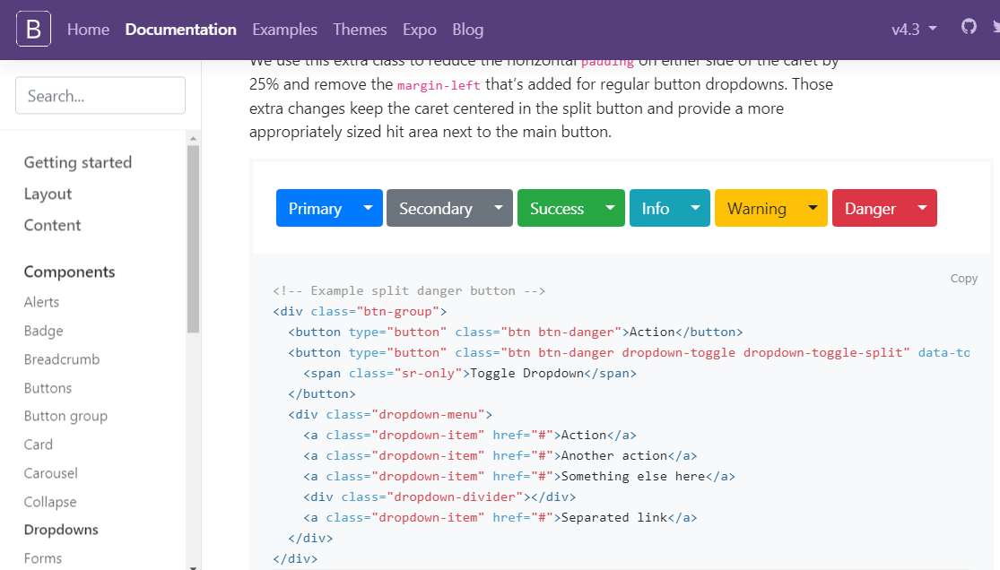 B Home Documentation Examples Themes Expo Blog v4.3
We use this extra class to reduce the horizontal padding on either side of the caret by
25% and remove the margin-left that's added for regular button dropdowns. Those
extra changes keep the caret centered in the split button and provide a more
appropriately sized hit area next to the main button.
Search...
Getting started
Layout
Content
Components
Alerts
Badge
Breadcrumb
Buttons
Button group
Card
Carousel
Collapse
Dropdowns
Forms
Primary Secondary Success Info Warning Danger
Copy
<!-- Example split danger button -->
<div class="btn-group">
  <button type="button" class="btn btn-danger">Action</button>
  <button type="button" class="btn btn-danger dropdown-toggle dropdown-toggle-split" data-to
    <span class="sr-only">Toggle Dropdown</span>
  </button>
  <div class="dropdown-menu">
    <a class="dropdown-item" href="#">Action</a>
    <a class="dropdown-item" href="#">Another action</a>
    <a class="dropdown-item" href="#">Something else here</a>
    <div class="dropdown-divider"></div>
    <a class="dropdown-item" href="#">Separated link</a>
  </div>
</div>